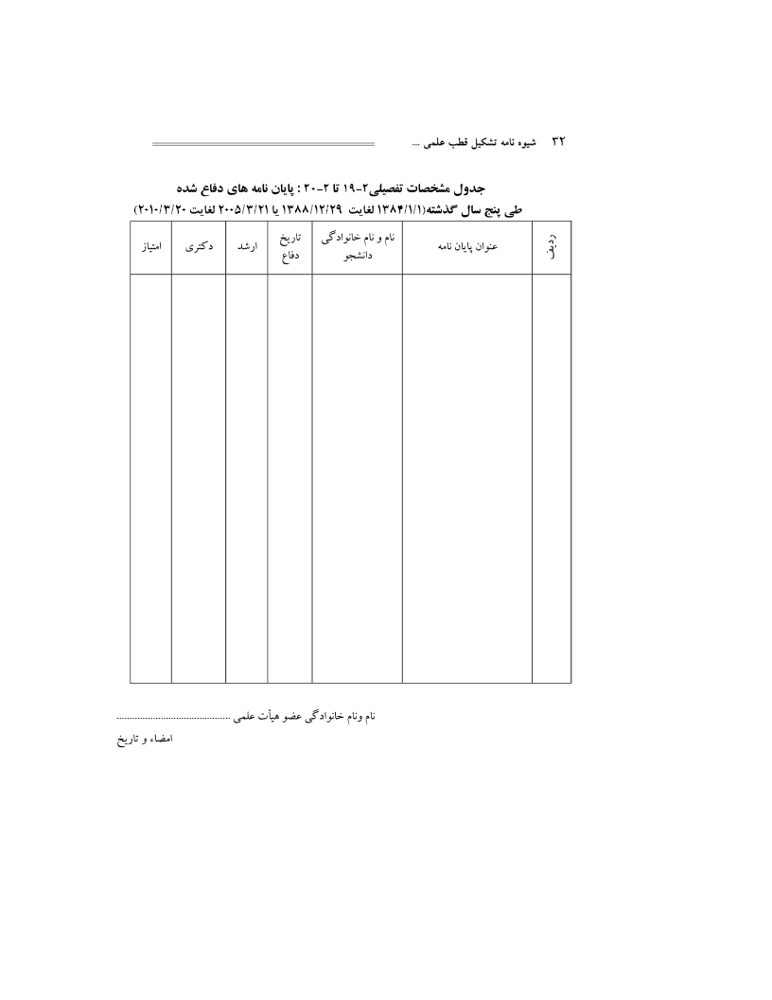 ۳۲ شیوه نامه تشکیل قطب علمی ...
جدول مشخصات تفصیلی۲-۱۹ تا ۲-۲۰ : پایان نامه های دفاع شده
طی پنج سال گذشته(۱۳۸۴/۱/۱ لغایت ۱۳۸۸/۱۲/۲۹ یا ۲۰۰۵/۳/۲۱ لغایت ۲۰۱۰/۳/۲۰)
ردیف
عنوان پایان نامه
نام و نام خانوادگی
دانشجو
تاریخ
دفاع
ارشد
دکتری
امتیاز
نام ونام خانوادگی عضو هیأت علمی .............................................
امضاء و تاریخ